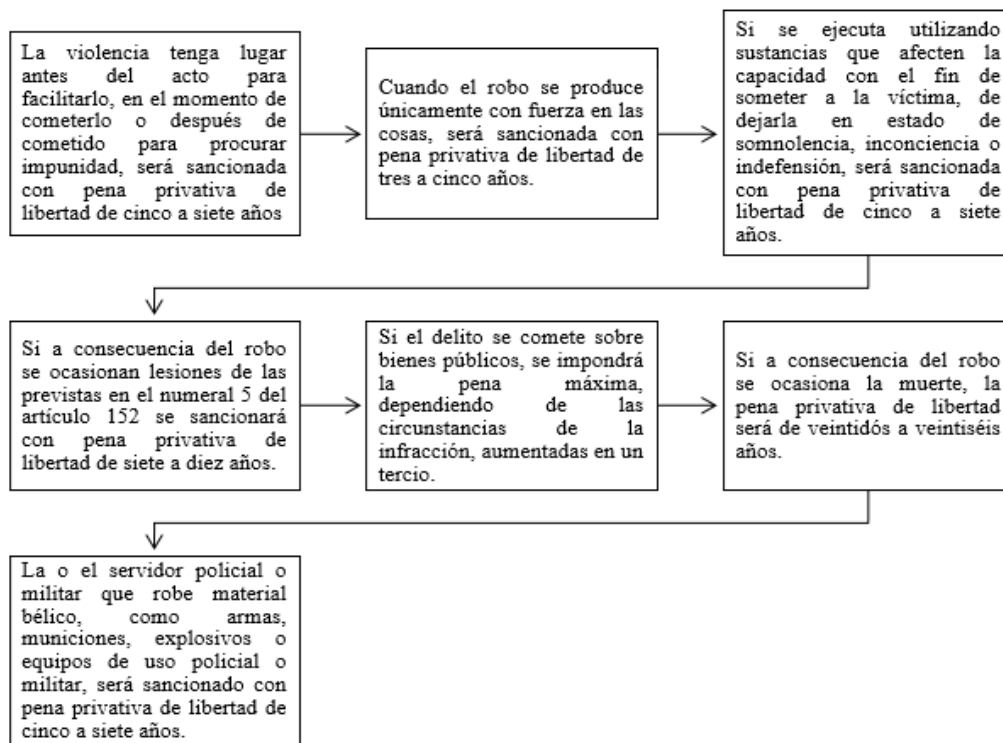 La violencia tenga lugar
antes del acto para
facilitarlo, en el momento de
cometerlo o después de
cometido para procurar
impunidad, será sancionada
con pena privativa de
libertad de cinco a siete años
Cuando el robo se produce
únicamente con fuerza en las
cosas, será sancionada con
pena privativa de libertad de
tres a cinco años.
Si se ejecuta utilizando
sustancias que afecten la
capacidad con el fin de
someter a la víctima, de
dejarla en estado de
somnolencia, inconciencia o
indefensión, será sancionada
con pena privativa de
libertad de cinco a siete
años.
Si a consecuencia del robo
se ocasionan lesiones de las
previstas en el numeral 5 del
artículo 152 se sancionará
con pena privativa de
libertad de siete a diez años.
Si el delito se comete sobre
bienes públicos, se impondrá
la pena máxima,
dependiendo de las
circunstancias de la
infracción, aumentadas en un
tercio.
Si a consecuencia del robo
se ocasiona la muerte, la
pena privativa de libertad
será de veintidós a veintiséis
años.
La o el servidor policial o
militar que robe material
bélico, como armas,
municiones, explosivos o
equipos de uso policial o
militar, será sancionado con
pena privativa de libertad de
cinco a siete años.